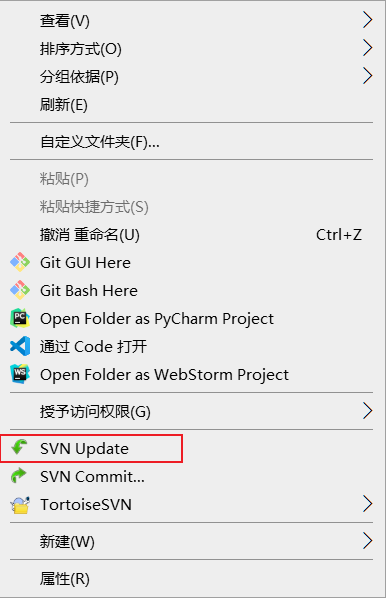 查看(V)
排序方式(O)
分组依据(P)
刷新(E)
自定义文件夹(F)...
粘贴(P)
粘贴快捷方式(S)
撤消 重命名(U) Ctrl+Z
Git GUI Here
Git Bash Here
PC Open Folder as PyCharm Project
通过 Code 打开
WS Open Folder as WebStorm Project
授予访问权限(G)
SVN Update
SVN Commit...
TortoiseSVN
新建(W)
属性(R)